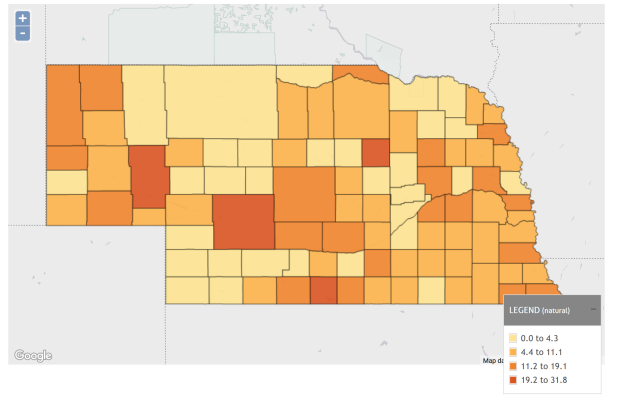 +
-
Google
Map da
LEGEND (natural) −
0.0 to 4.3
4.4 to 11.1
11.2 to 19.1
19.2 to 31.8